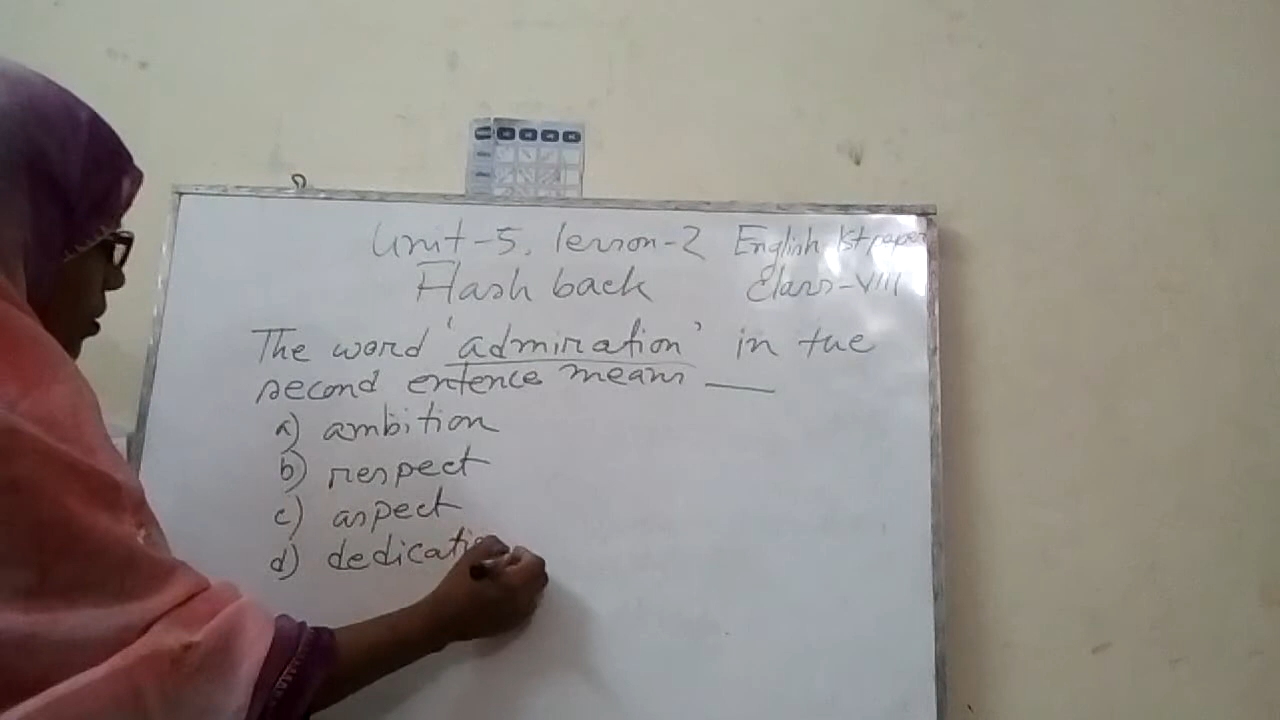 Unit-5, lesson-2 English 1st paper
Flash back Class-VIII
The word 'admiration' in the
second entence means ___
a) ambition
b) respect
c) aspect
d) dedicatio